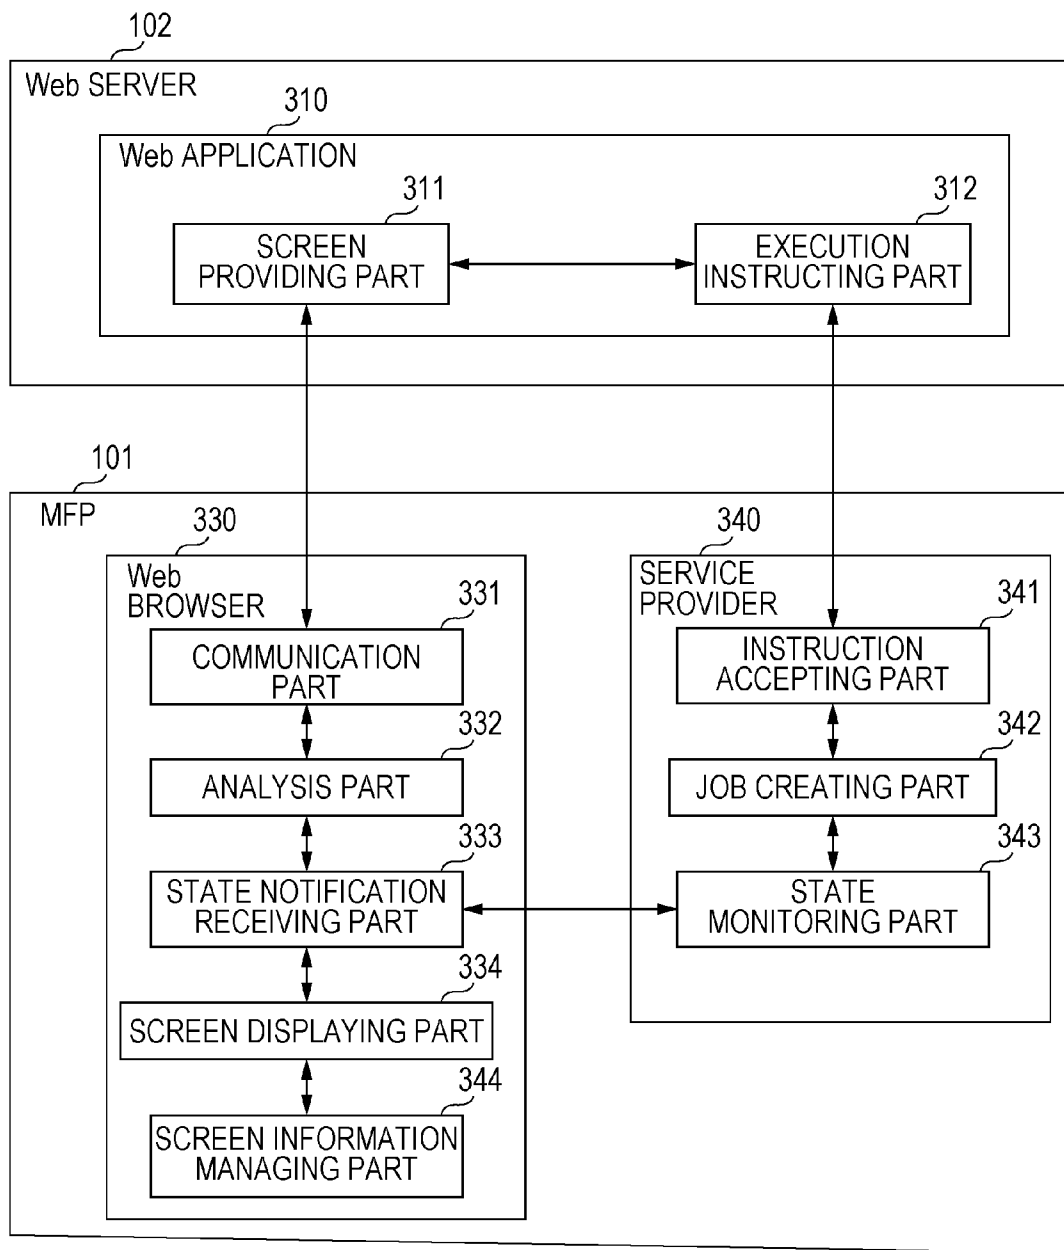 102
Web SERVER
310
Web APPLICATION
311
SCREEN
PROVIDING PART
312
EXECUTION
INSTRUCTING PART
101
MFP
330
Web
BROWSER
331
COMMUNICATION
PART
332
ANALYSIS PART
333
STATE NOTIFICATION
RECEIVING PART
334
SCREEN DISPLAYING PART
344
SCREEN INFORMATION
MANAGING PART
340
SERVICE
PROVIDER
341
INSTRUCTION
ACCEPTING PART
342
JOB CREATING PART
343
STATE
MONITORING PART